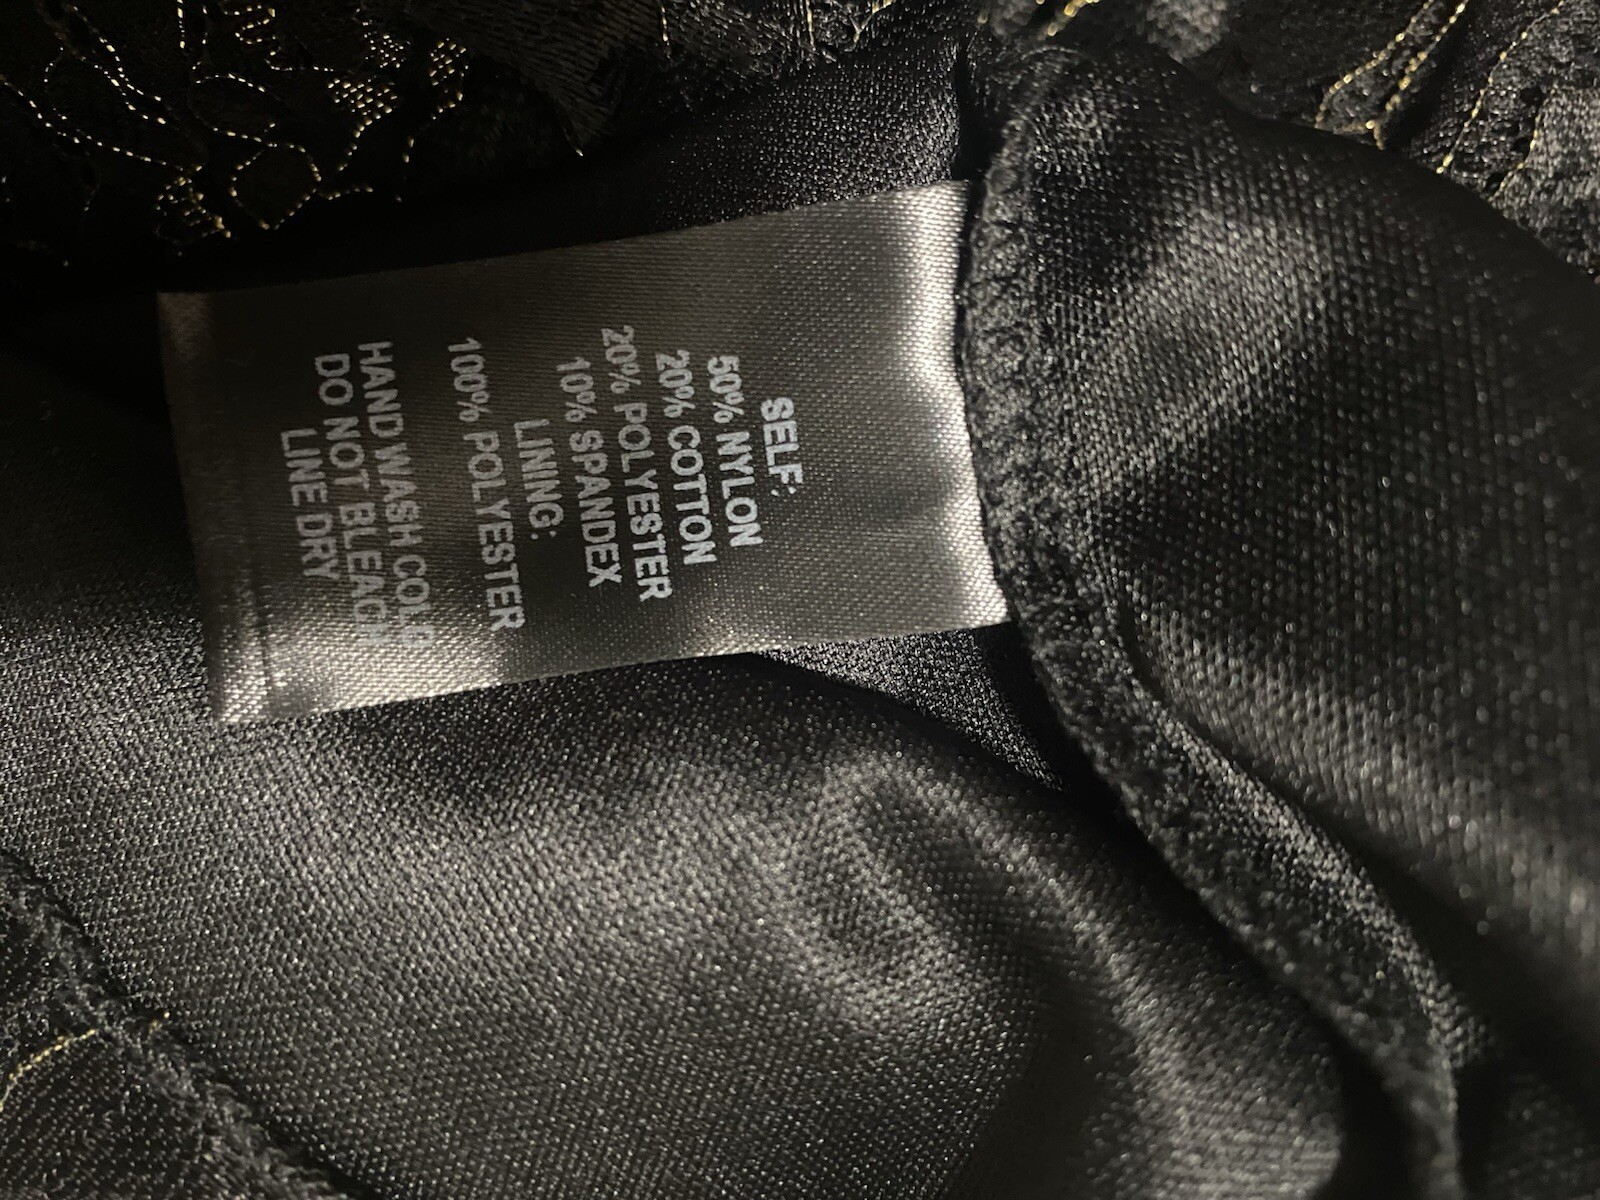 SELF:
50% NYLON
20% COTTON
20% POLYESTER
10% SPANDEX
LINING:
100% POLYESTER
HAND WASH COLD
DO NOT BLEACH
LINE DRY